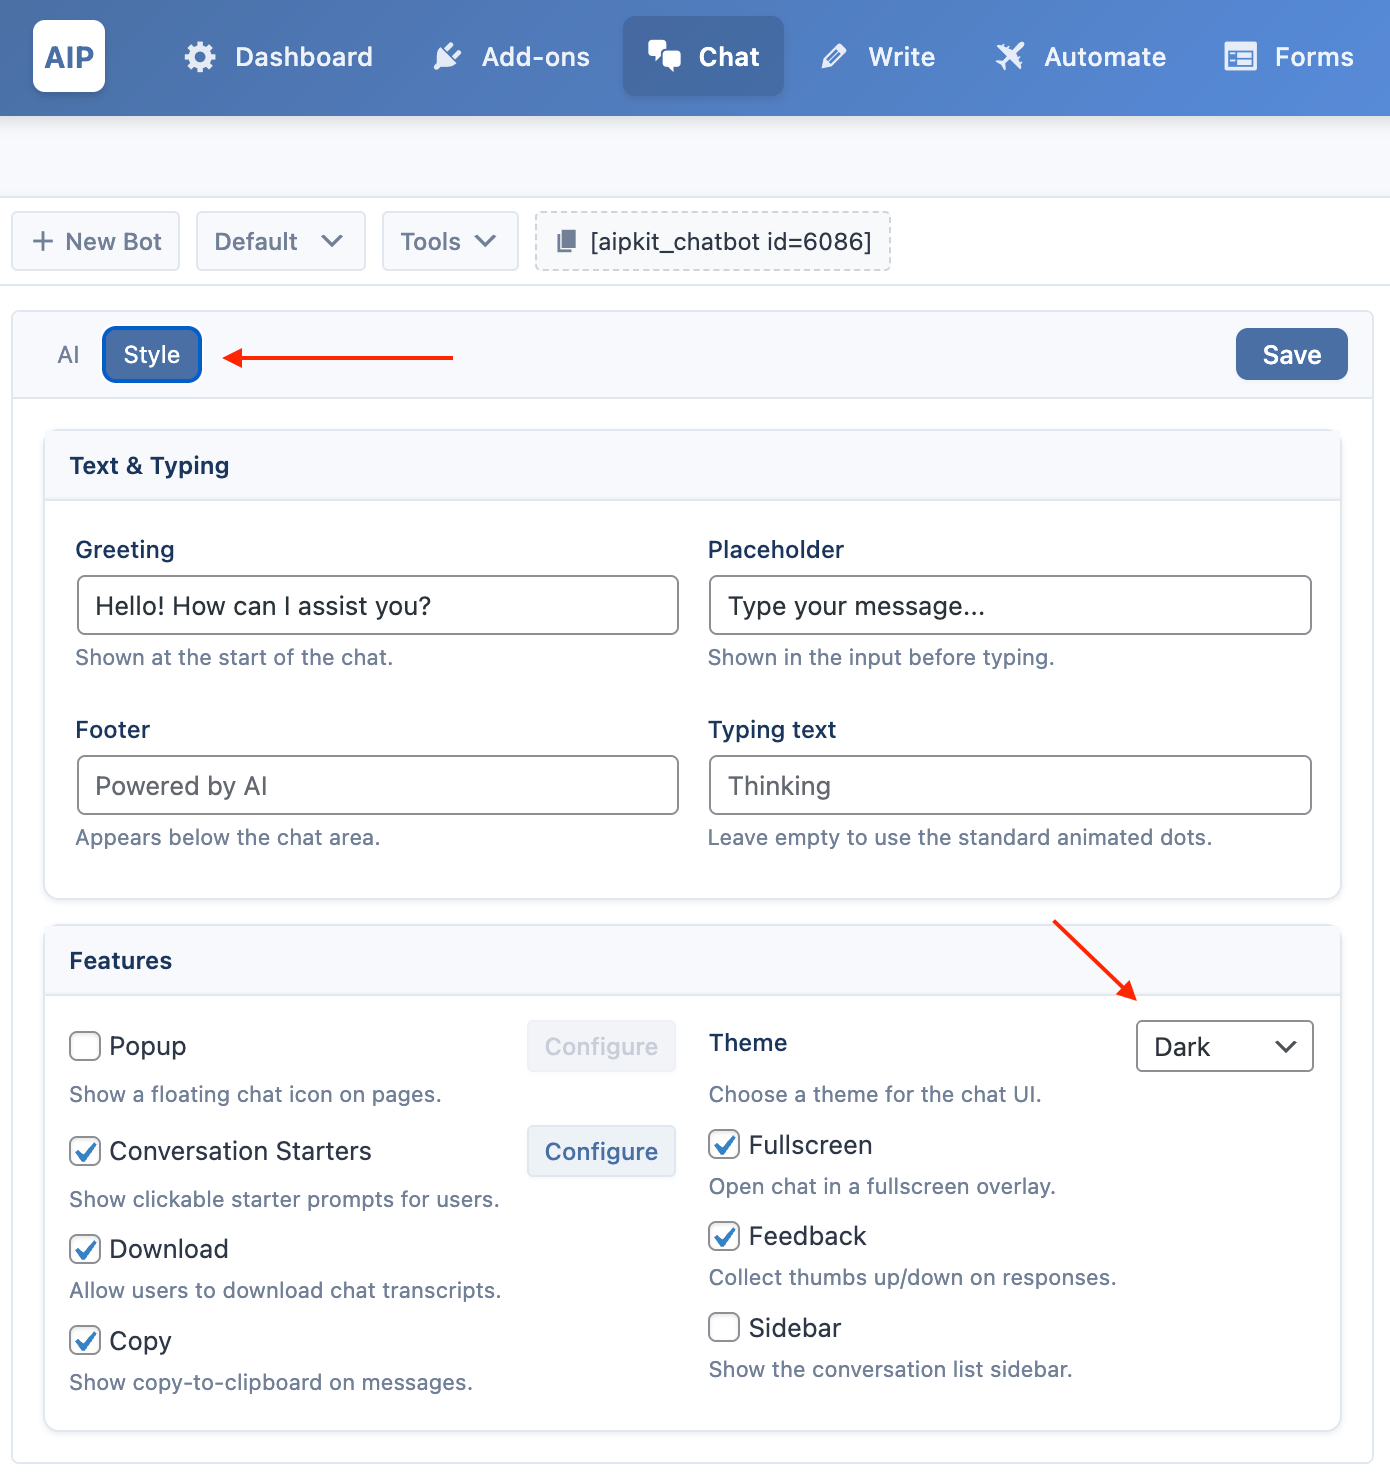 AIP
Dashboard
Add-ons
Chat
Write
Automate
Forms
New Bot
Default
Tools
[aipkit_chatbot id=6086]
AI
Style
Save
Text & Typing
Greeting
Placeholder
Hello! How can I assist you?
Type your message...
Shown at the start of the chat.
Shown in the input before typing.
Footer
Typing text
Powered by AI
Thinking
Appears below the chat area.
Leave empty to use the standard animated dots.
Features
Popup
Configure
Show a floating chat icon on pages.
Conversation Starters
Configure
Show clickable starter prompts for users.
Download
Allow users to download chat transcripts.
Copy
Show copy-to-clipboard on messages.
Theme
Dark
Choose a theme for the chat UI.
Fullscreen
Open chat in a fullscreen overlay.
Feedback
Collect thumbs up/down on responses.
Sidebar
Show the conversation list sidebar.